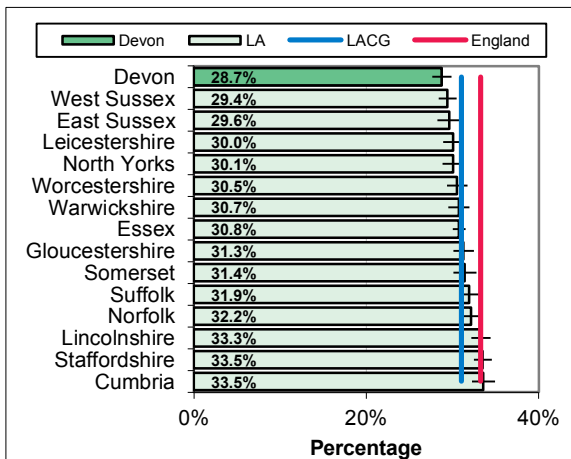 Devon LA LACG England
Devon 28.7%
West Sussex 29.4%
East Sussex 29.6%
Leicestershire 30.0%
North Yorks 30.1%
Worcestershire 30.5%
Warwickshire 30.7%
Essex 30.8%
Gloucestershire 31.3%
Somerset 31.4%
Suffolk 31.9%
Norfolk 32.2%
Lincolnshire 33.3%
Staffordshire 33.5%
Cumbria 33.5%
0% 20% 40%
Percentage